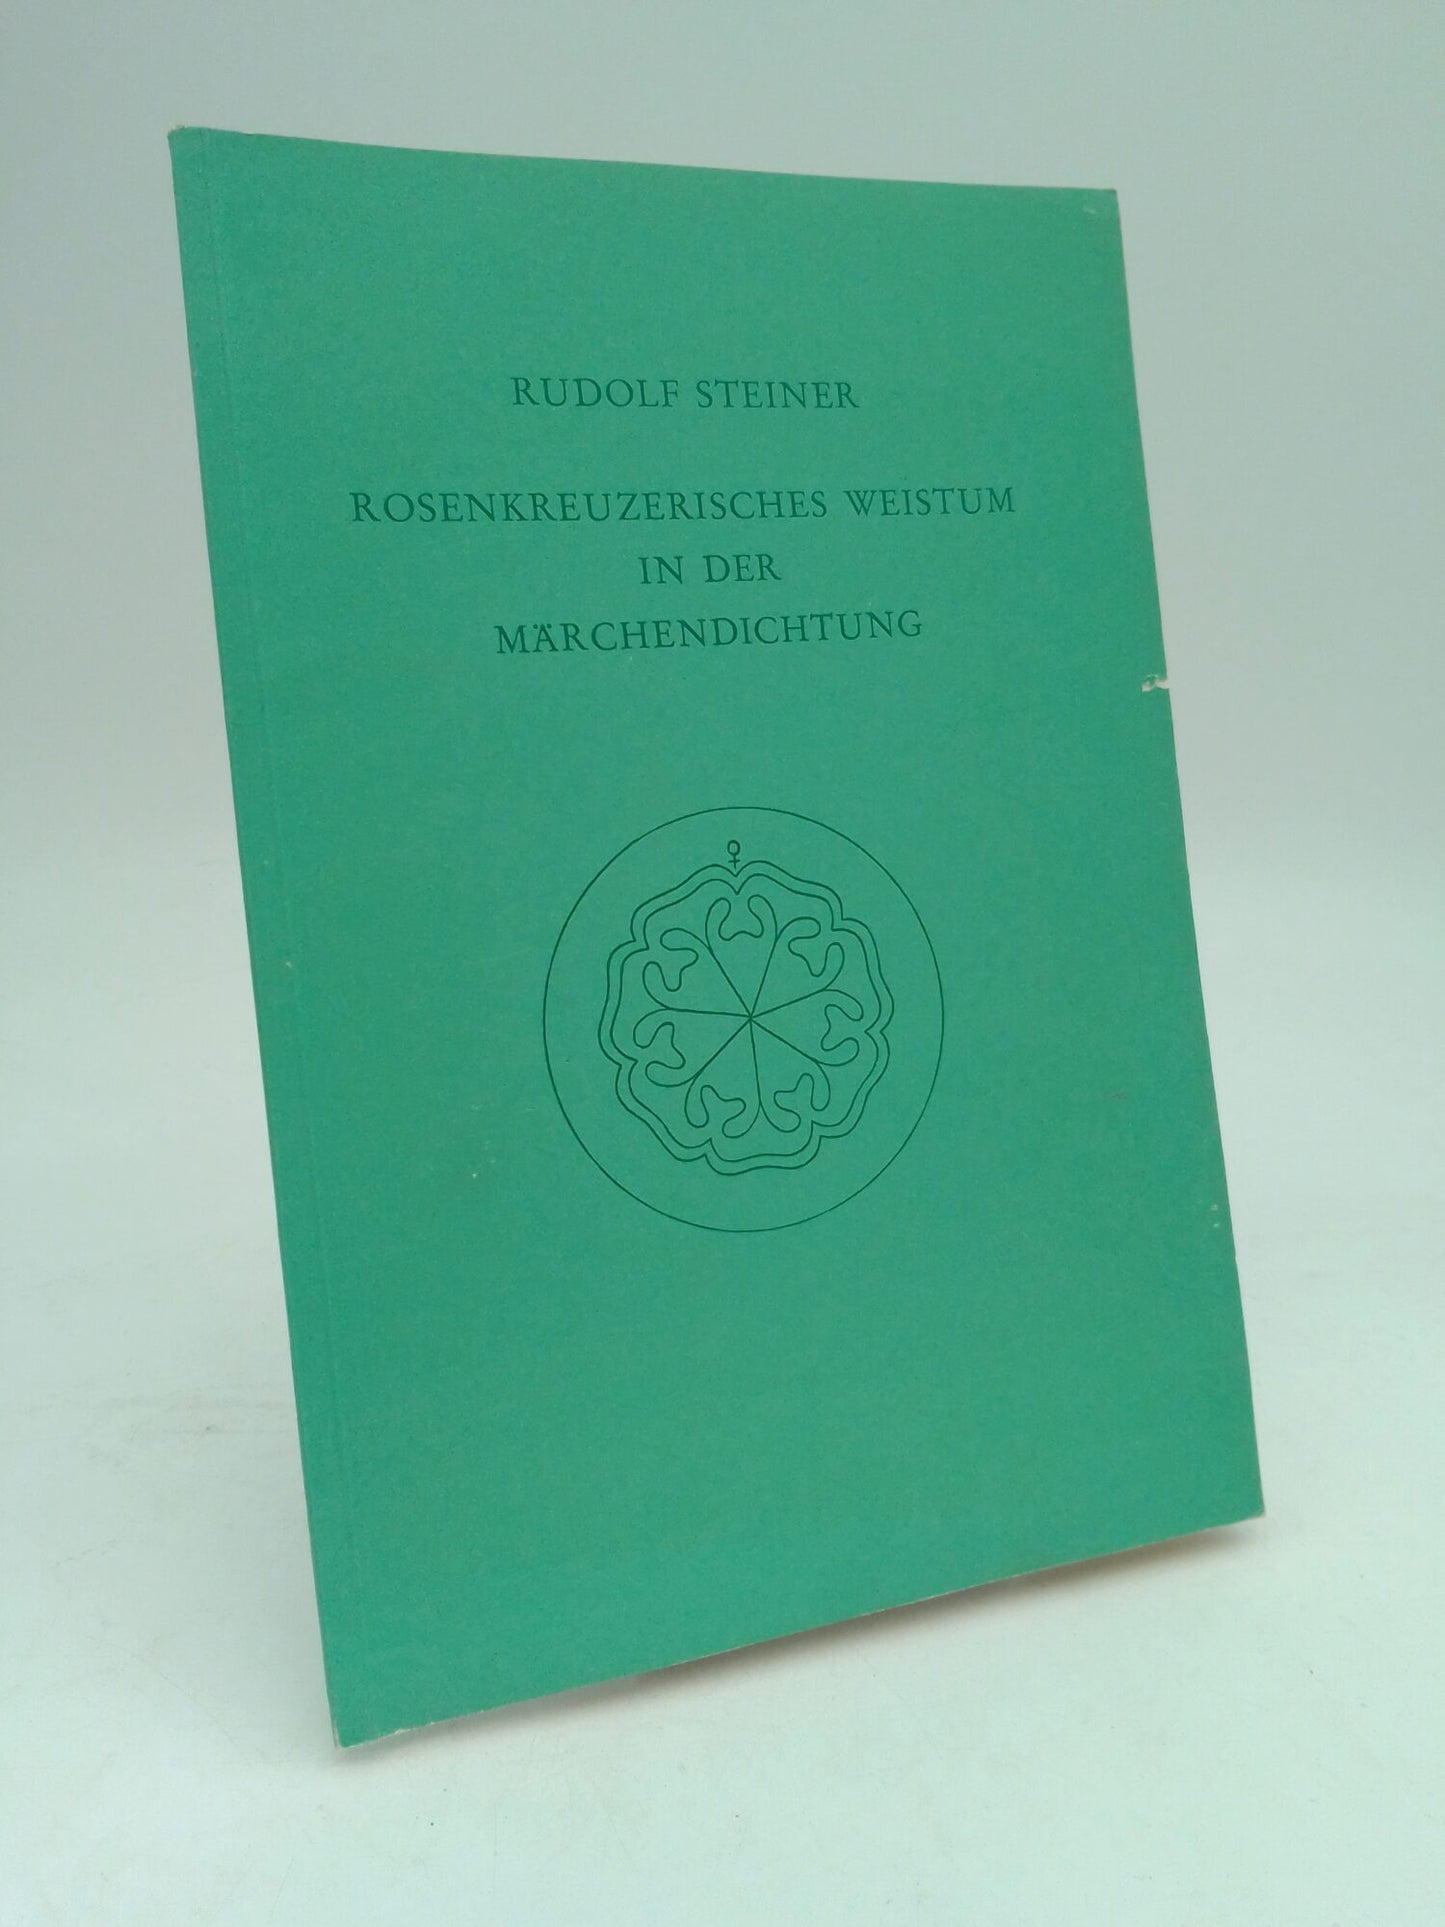 RUDOLF STEINER
ROSENKREUZERISCHES WEISTUM
IN DER
MÄRCHENDICHTUNG